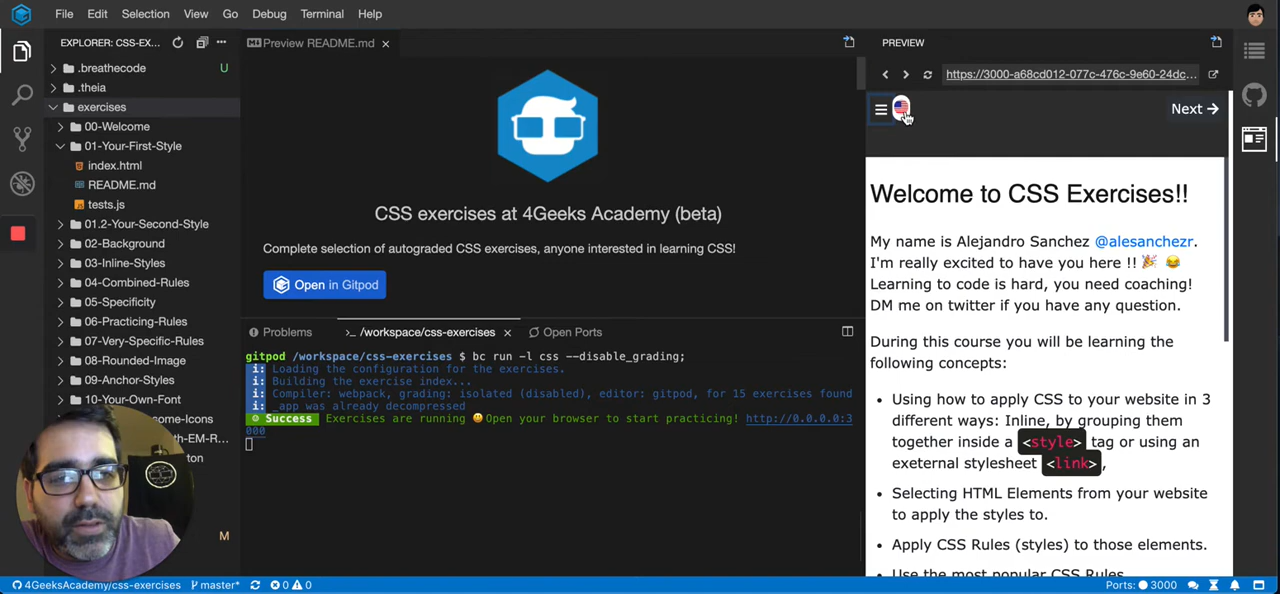 File Edit Selection View Go Debug Terminal Help
EXPLORER: CSS-EX...
.breathecode U
.theia
exercises
00-Welcome
01-Your-First-Style
index.html
README.md
tests.js
01.2-Your-Second-Style
02-Background
03-Inline-Styles
04-Combined-Rules
05-Specificity
06-Practicing-Rules
07-Very-Specific-Rules
08-Rounded-Image
09-Anchor-Styles
10-Your-Own-Font
ome-Icons
th-EM-R...
ton
M
Preview README.md
CSS exercises at 4Geeks Academy (beta)
Complete selection of autograded CSS exercises, anyone interested in learning CSS!
Open in Gitpod
Problems >_ /workspace/css-exercises Open Ports
gitpod /workspace/css-exercises $ bc run -l css --disable_grading;
i: Loading the configuration for the exercises.
i: Building the exercise index...
i: Compiler: webpack, grading: isolated (disabled), editor: gitpod, for 15 exercises found
i: _app was already decompressed
Success Exercises are running 😃Open your browser to start practicing! http://0.0.0.0:3
000
PREVIEW
https://3000-a68cd012-077c-476c-9e60-24dc...
Next →
Welcome to CSS Exercises!!
My name is Alejandro Sanchez @alesanchezr.
I'm really excited to have you here !! 🎉 😂
Learning to code is hard, you need coaching!
DM me on twitter if you have any question.
During this course you will be learning the
following concepts:
• Using how to apply CSS to your website in 3
different ways: Inline, by grouping them
together inside a <style> tag or using an
exeternal stylesheet <link>,
• Selecting HTML Elements from your website
to apply the styles to.
• Apply CSS Rules (styles) to those elements.
• Use the most popular CSS Rules
4GeeksAcademy/css-exercises master* 0 0 Ports: 3000